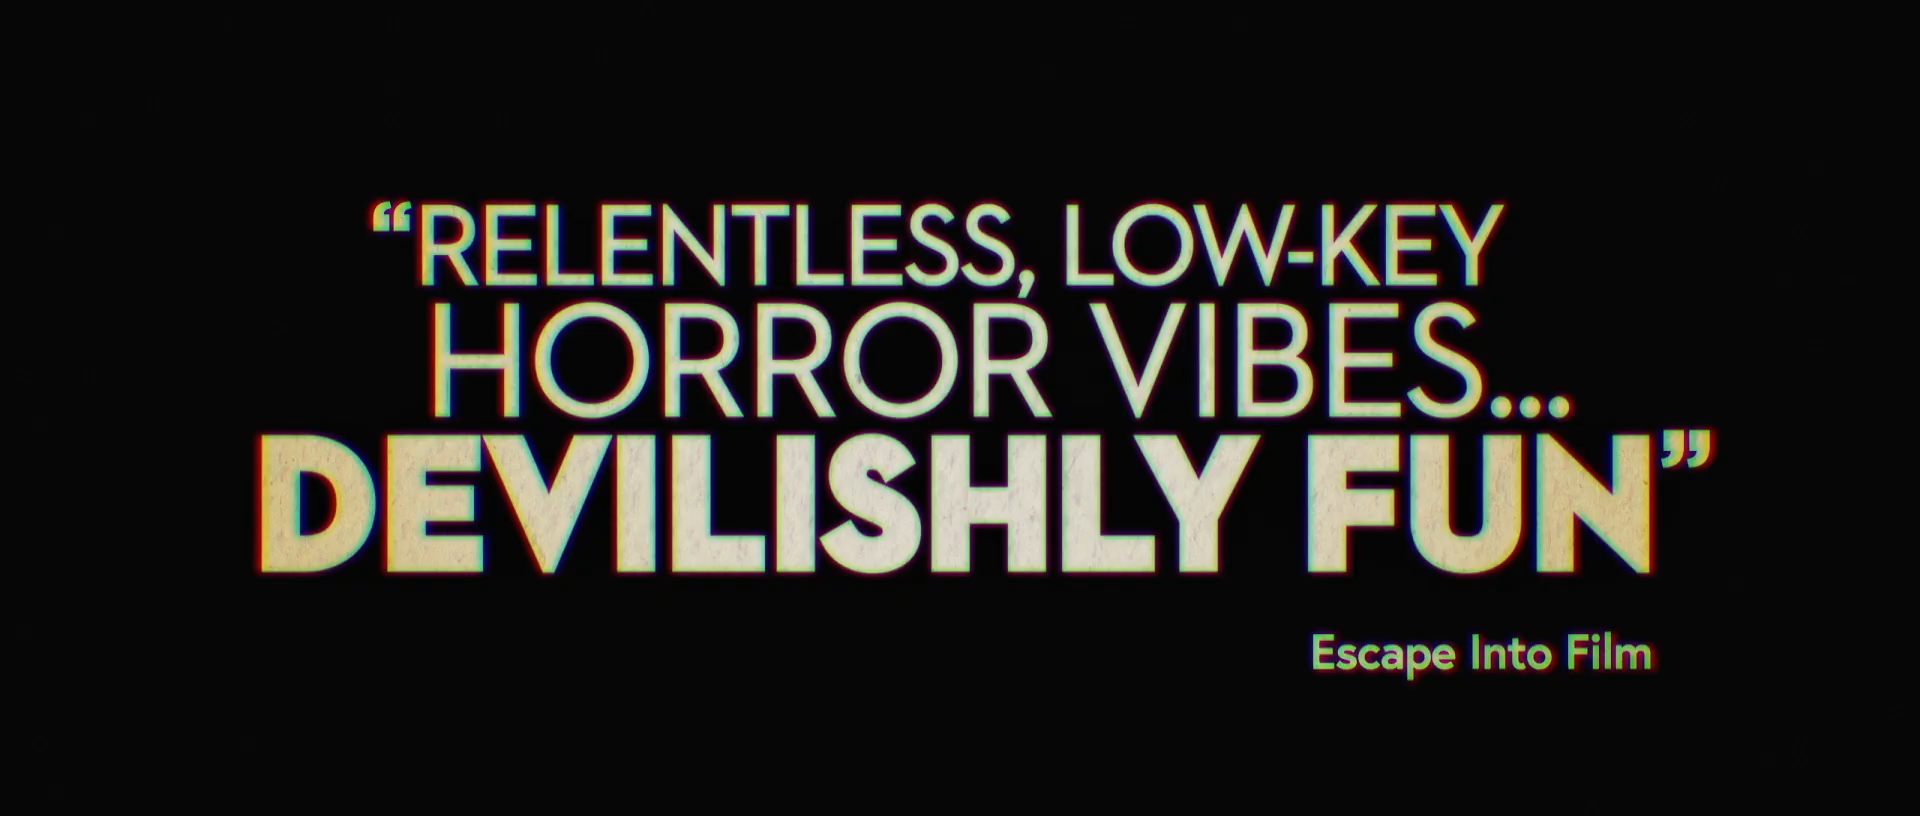 “RELENTLESS, LOW-KEY
HORROR VIBES...
DEVILISHLY FUN”
Escape Into Film